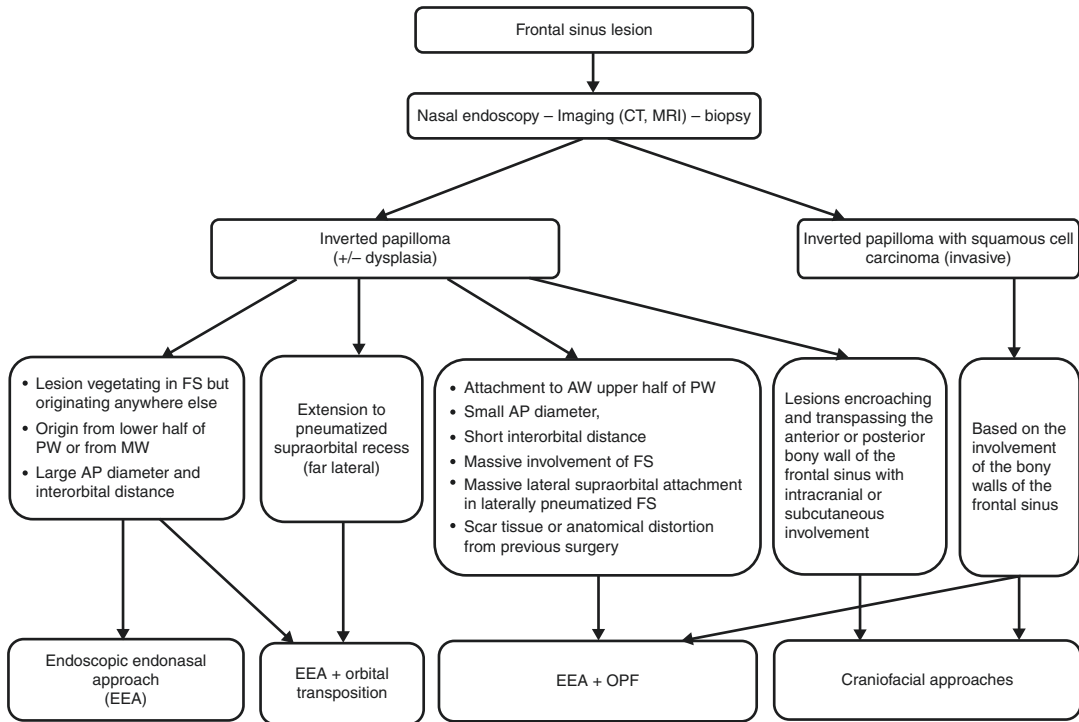 Frontal sinus lesion
Nasal endoscopy – Imaging (CT, MRI) – biopsy
Inverted papilloma
(+/– dysplasia)
Inverted papilloma with squamous cell
carcinoma (invasive)
• Lesion vegetating in FS but
originating anywhere else
• Origin from lower half of
PW or from MW
• Large AP diameter and
interorbital distance
Extension to
pneumatized
supraorbital recess
(far lateral)
• Attachment to AW upper half of PW
• Small AP diameter,
• Short interorbital distance
• Massive involvement of FS
• Massive lateral supraorbital attachment
in laterally pneumatized FS
• Scar tissue or anatomical distortion
from previous surgery
Lesions encroaching
and transpassing the
anterior or posterior
bony wall of the
frontal sinus with
intracranial or
subcutaneous
involvement
Based on the
involvement
of the bony
walls of the
frontal sinus
Endoscopic endonasal
approach
(EEA)
EEA + orbital
transposition
EEA + OPF
Craniofacial approaches